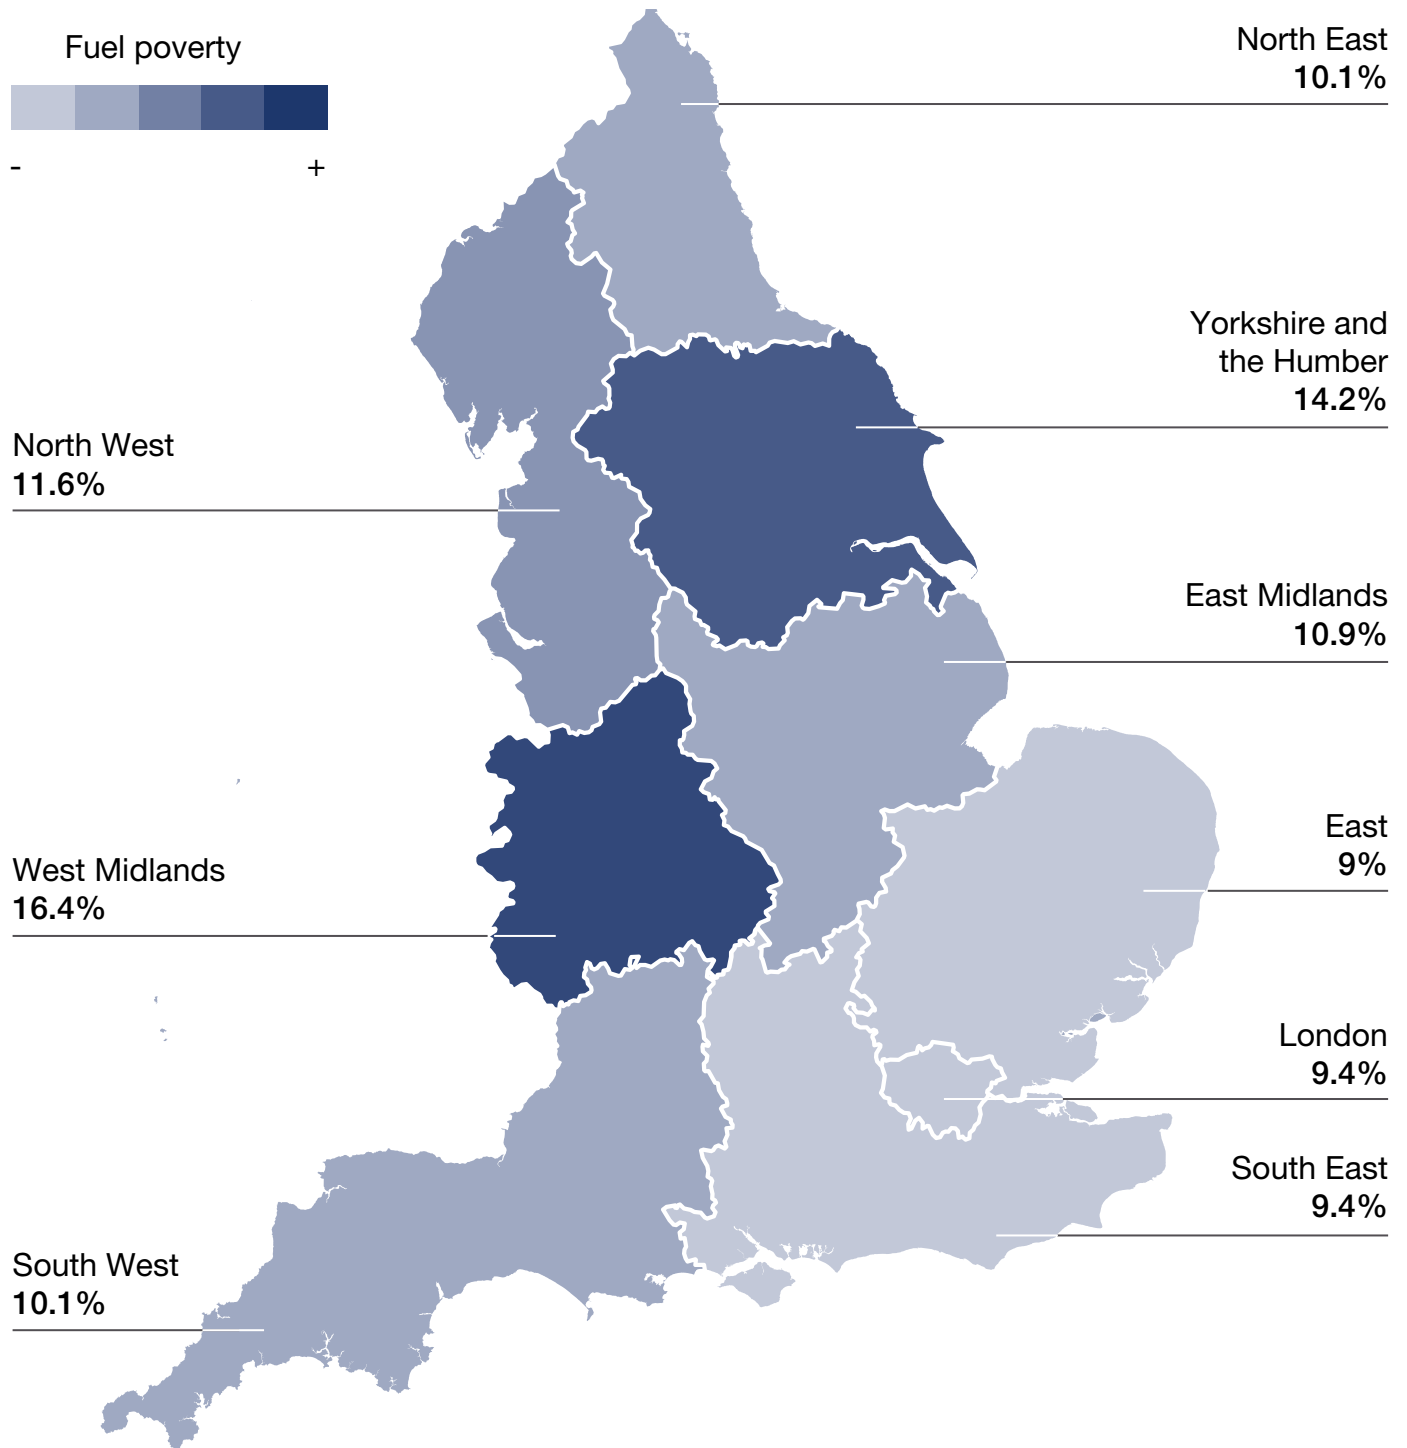 Fuel poverty
-
+
North East
10.1%
Yorkshire and
the Humber
14.2%
North West
11.6%
East Midlands
10.9%
East
9%
West Midlands
16.4%
London
9.4%
South East
9.4%
South West
10.1%